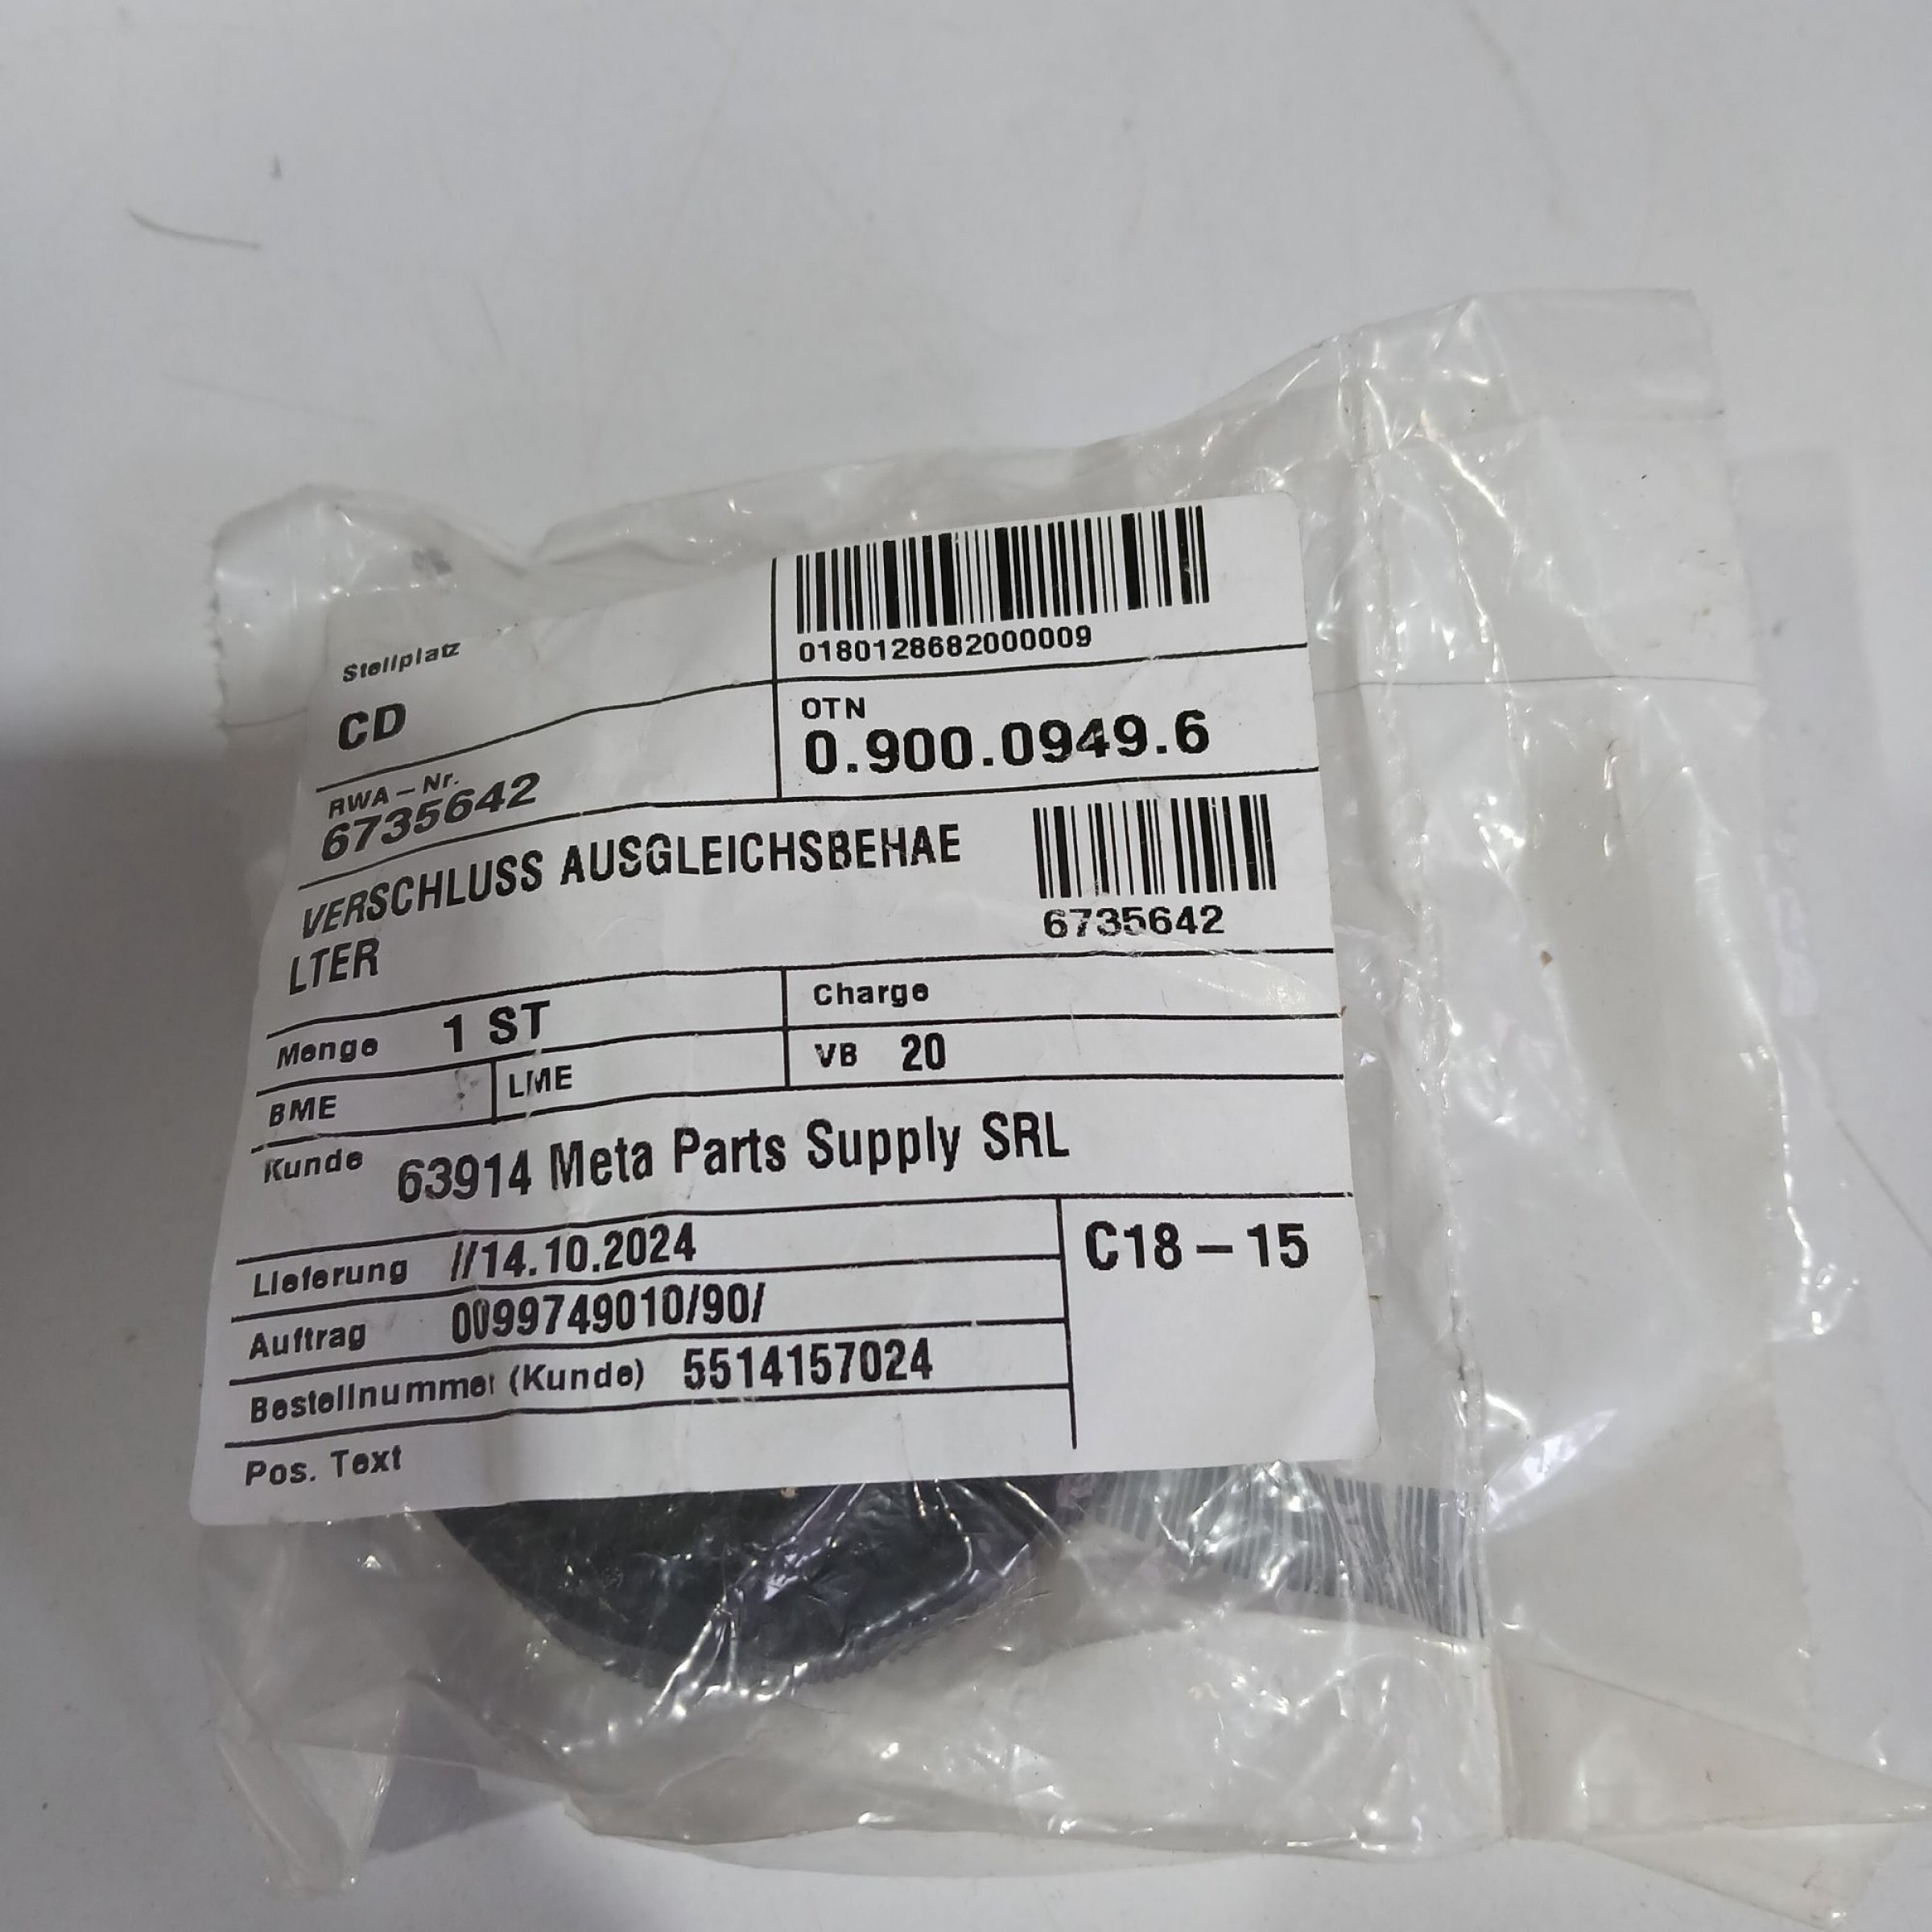 0180128682000009
Stellplatz
CD
OTN
0.900.0949.6
RWA-Nr.
6735642
VERSCHLUSS AUSGLEICHSBEHAE
LTER
6735642
Menge 1 ST
Charge
BME
LME
VB 20
Kunde 63914 Meta Parts Supply SRL
Lieferung //14.10.2024
C18-15
Auftrag 0099749010/90/
Bestellnummer (Kunde) 5514157024
Pos. Text